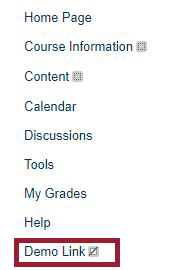 Home Page
Course Information
Content
Calendar
Discussions
Tools
My Grades
Help
Demo Link